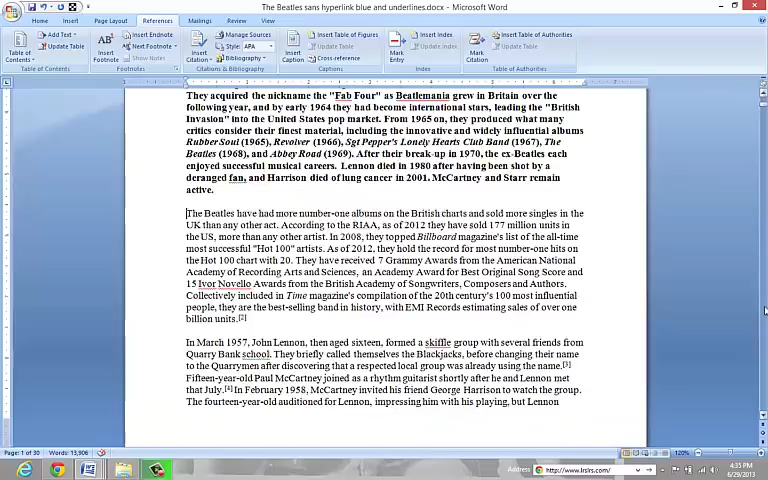 The Beatles sans hyperlink blue and underlines.docx - Microsoft Word
Home Insert Page Layout References Mailings Review View
Table of Contents Add Text Update Table Table of Contents
Insert Footnote Insert Endnote Next Footnote Show Notes Footnotes
Insert Citation Manage Sources Style: APA Bibliography Citations & Bibliography
Insert Caption Insert Table of Figures Update Table Cross-reference Captions
Mark Entry Insert Index Update Index Index
Mark Citation Insert Table of Authorities Update Table Table of Authorities
They acquired the nickname the "Fab Four" as Beatlemania grew in Britain over the
following year, and by early 1964 they had become international stars, leading the "British
Invasion" into the United States pop market. From 1965 on, they produced what many
critics consider their finest material, including the innovative and widely influential albums
Rubber Soul (1965), Revolver (1966), Sgt Pepper's Lonely Hearts Club Band (1967), The
Beatles (1968), and Abbey Road (1969). After their break-up in 1970, the ex-Beatles each
enjoyed successful musical careers. Lennon died in 1980 after having been shot by a
deranged fan, and Harrison died of lung cancer in 2001. McCartney and Starr remain
active.
The Beatles have had more number-one albums on the British charts and sold more singles in the
UK than any other act. According to the RIAA, as of 2012 they have sold 177 million units in
the US, more than any other artist. In 2008, they topped Billboard magazine's list of the all-time
most successful "Hot 100" artists. As of 2012, they hold the record for most number-one hits on
the Hot 100 chart with 20. They have received 7 Grammy Awards from the American National
Academy of Recording Arts and Sciences, an Academy Award for Best Original Song Score and
15 Ivor Novello Awards from the British Academy of Songwriters, Composers and Authors.
Collectively included in Time magazine's compilation of the 20th century's 100 most influential
people, they are the best-selling band in history, with EMI Records estimating sales of over one
billion units.[2]
In March 1957, John Lennon, then aged sixteen, formed a skiffle group with several friends from
Quarry Bank school. They briefly called themselves the Blackjacks, before changing their name
to the Quarrymen after discovering that a respected local group was already using the name.[3]
Fifteen-year-old Paul McCartney joined as a rhythm guitarist shortly after he and Lennon met
that July.[4] In February 1958, McCartney invited his friend George Harrison to watch the group.
The fourteen-year-old auditioned for Lennon, impressing him with his playing, but Lennon
Page: 1 of 30 Words: 13,906 120%
Address http://www.lrslrs.com/
4:35 PM
6/29/2013